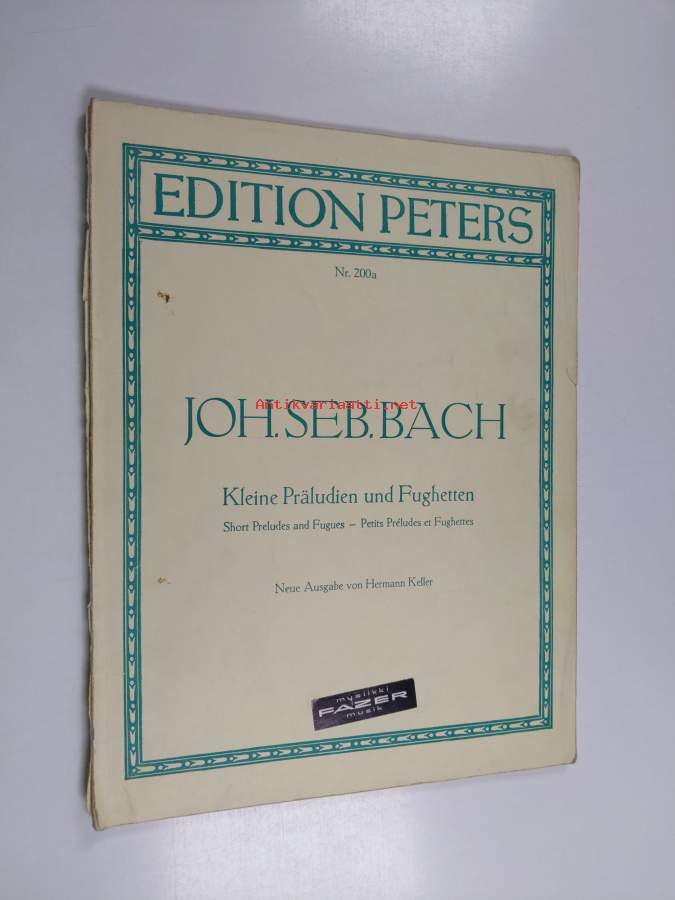 EDITION PETERS
Nr. 200a
Antikvariaatti.net
JOH. SEB. BACH
Kleine Präludien und Fughetten
Short Preludes and Fugues – Petits Préludes et Fughettes
Neue Ausgabe von Hermann Keller
mysiikki
FAZER
musik